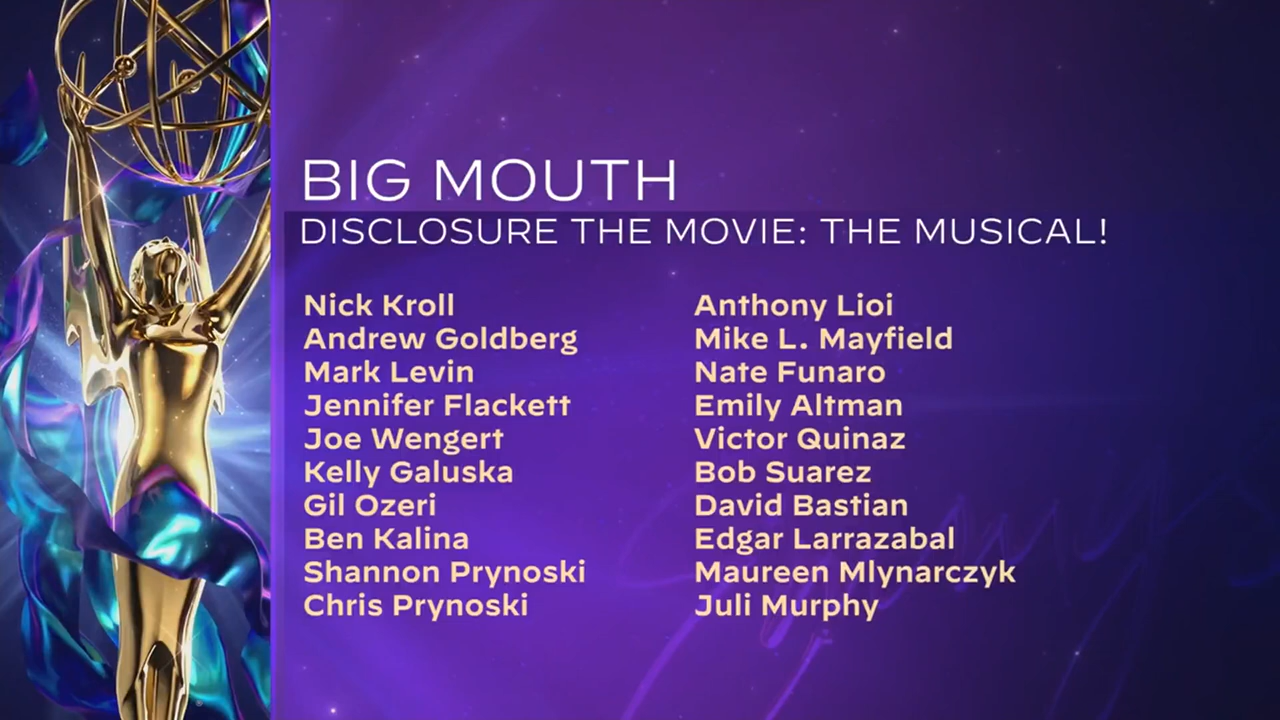 BIG MOUTH
DISCLOSURE THE MOVIE: THE MUSICAL!
Nick Kroll
Andrew Goldberg
Mark Levin
Jennifer Flackett
Joe Wengert
Kelly Galuska
Gil Ozeri
Ben Kalina
Shannon Prynoski
Chris Prynoski
Anthony Lioi
Mike L. Mayfield
Nate Funaro
Emily Altman
Victor Quinaz
Bob Suarez
David Bastian
Edgar Larrazabal
Maureen Mlynarczyk
Juli Murphy